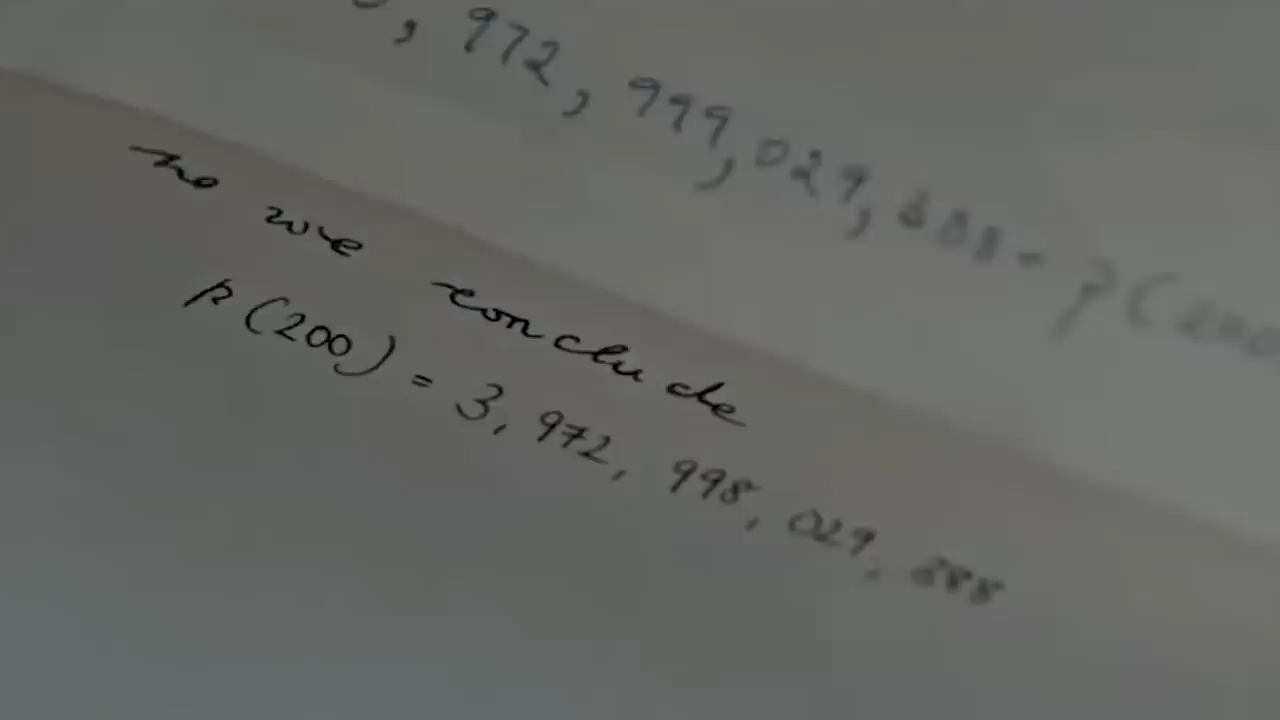 , 972, 999,029,388 = p(200
so we conclude
p(200) = 3, 972, 998, 029, 388